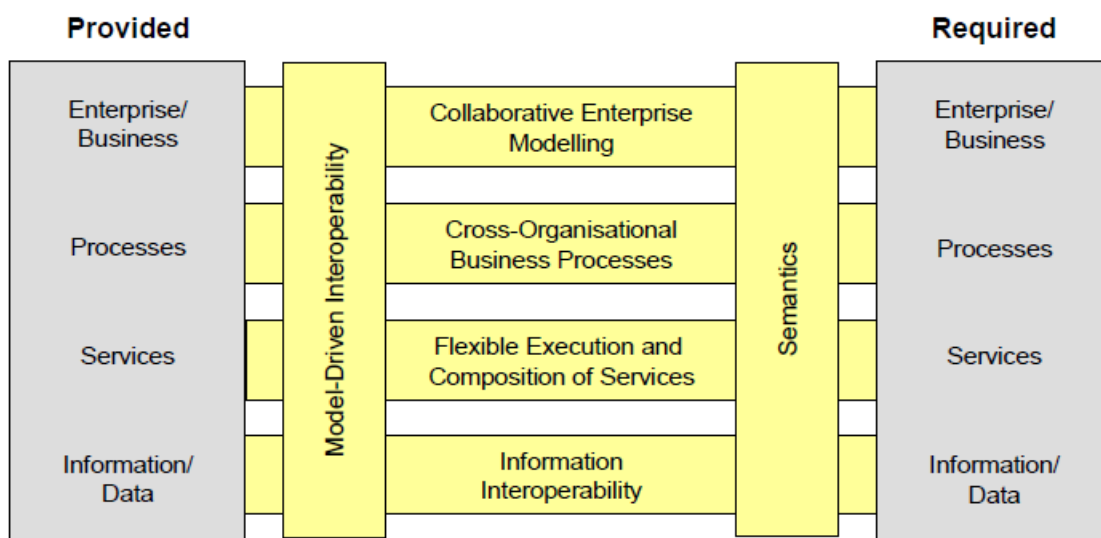 Provided
Required
Enterprise/
Business
Processes
Services
Information/
Data
Model-Driven Interoperability
Collaborative Enterprise
Modelling
Cross-Organisational
Business Processes
Flexible Execution and
Composition of Services
Information
Interoperability
Semantics
Enterprise/
Business
Processes
Services
Information/
Data